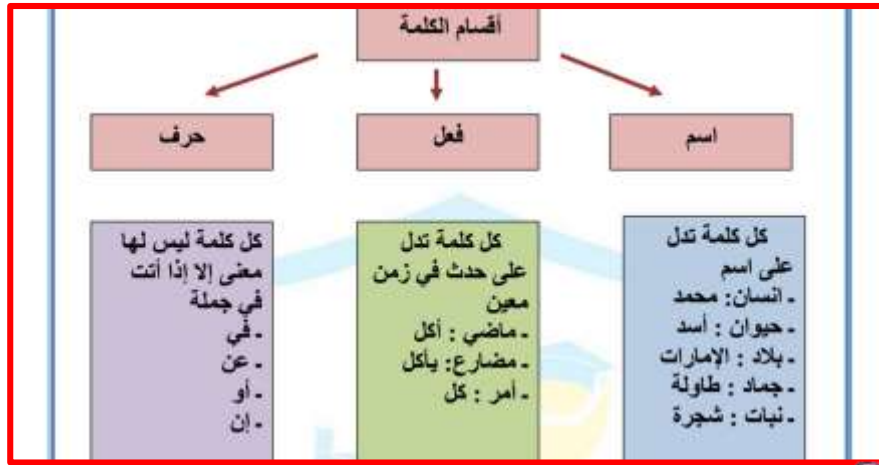 أقسام الكلمة
اسم
فعل
حرف
كل كلمة تدل
على اسم
- انسان: محمد
- حيوان : أسد
- بلاد : الإمارات
- جماد : طاولة
- نبات : شجرة
كل كلمة تدل
على حدث في زمن
معين
- ماضي : أكل
- مضارع: يأكل
- أمر : كل
كل كلمة ليس لها
معنى إلا إذا أتت
في جملة
- في
- عن
- أو
- إن